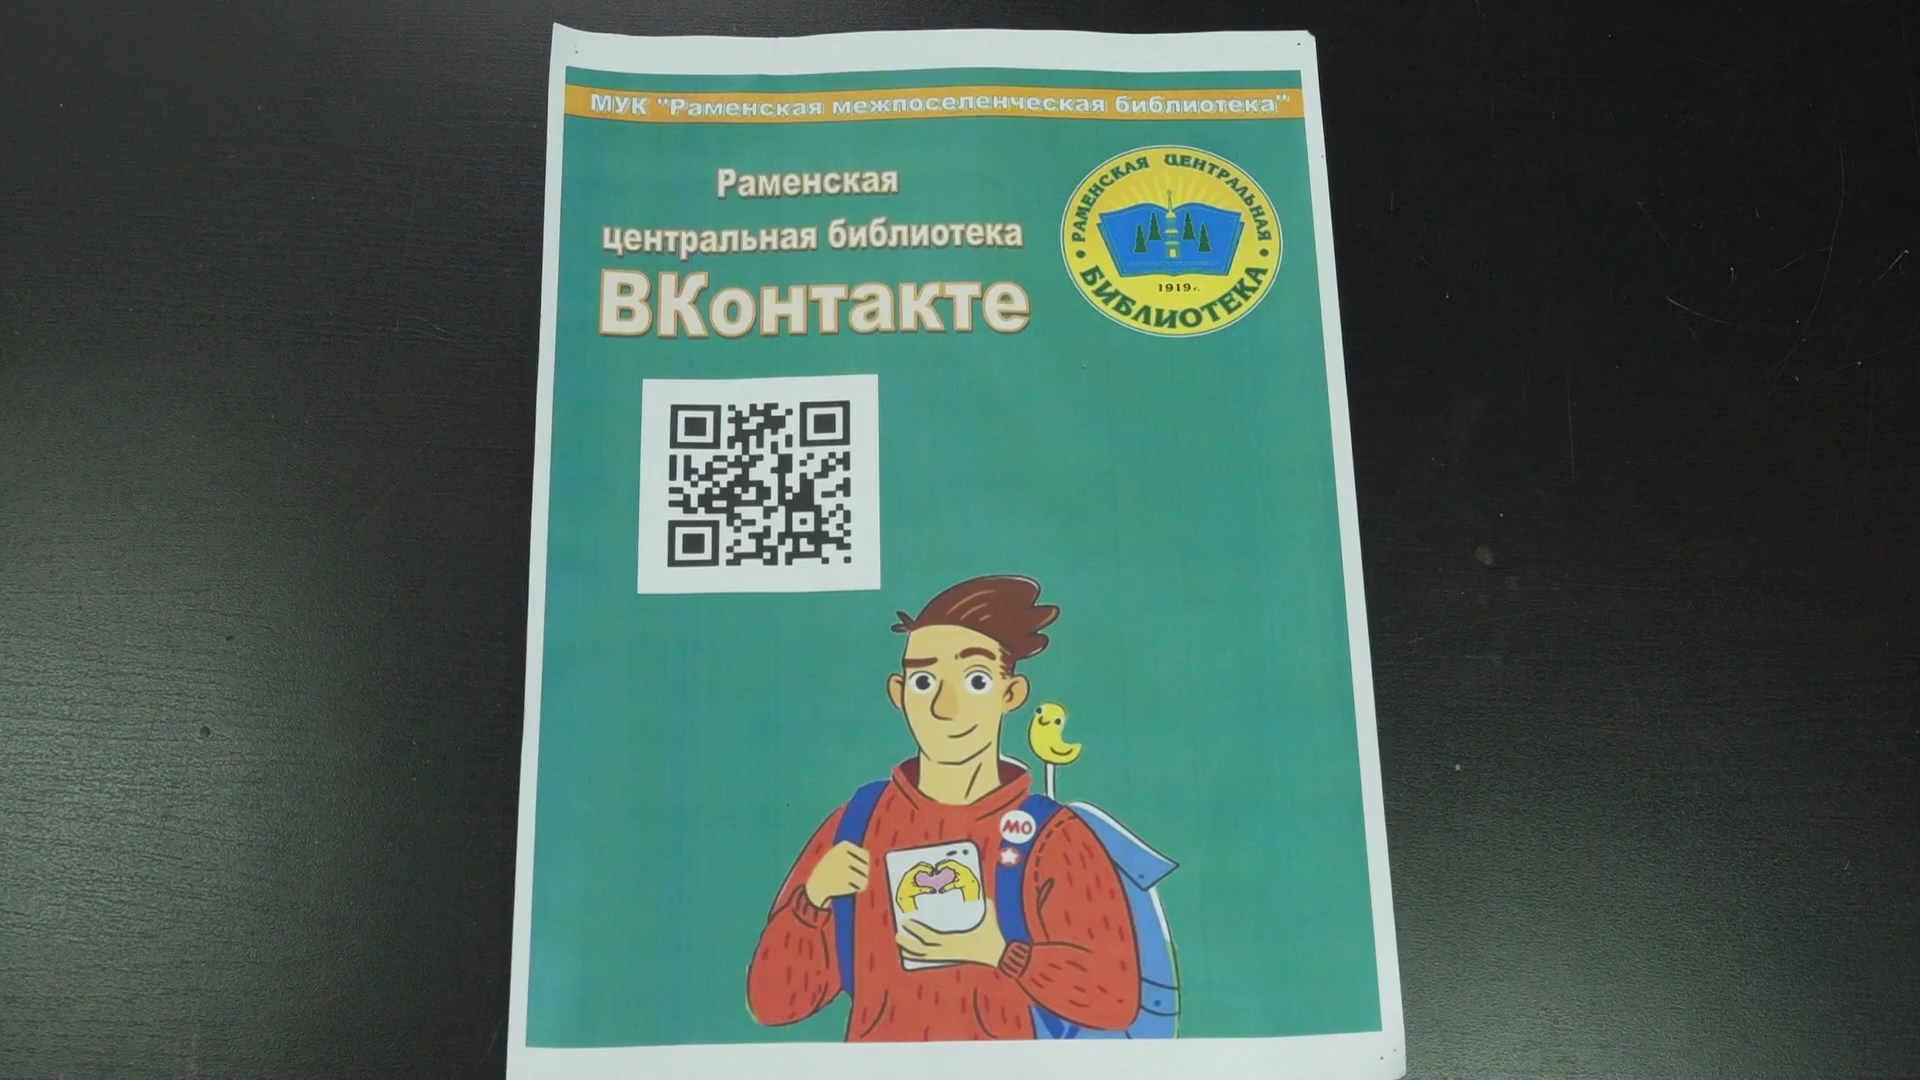 МУК "Раменская межпоселенческая библиотека"
Раменская
центральная библиотека
ВКонтакте
РАМЕНСКАЯ ЦЕНТРАЛЬНАЯ
БИБЛИОТЕКА
1919г.
МО